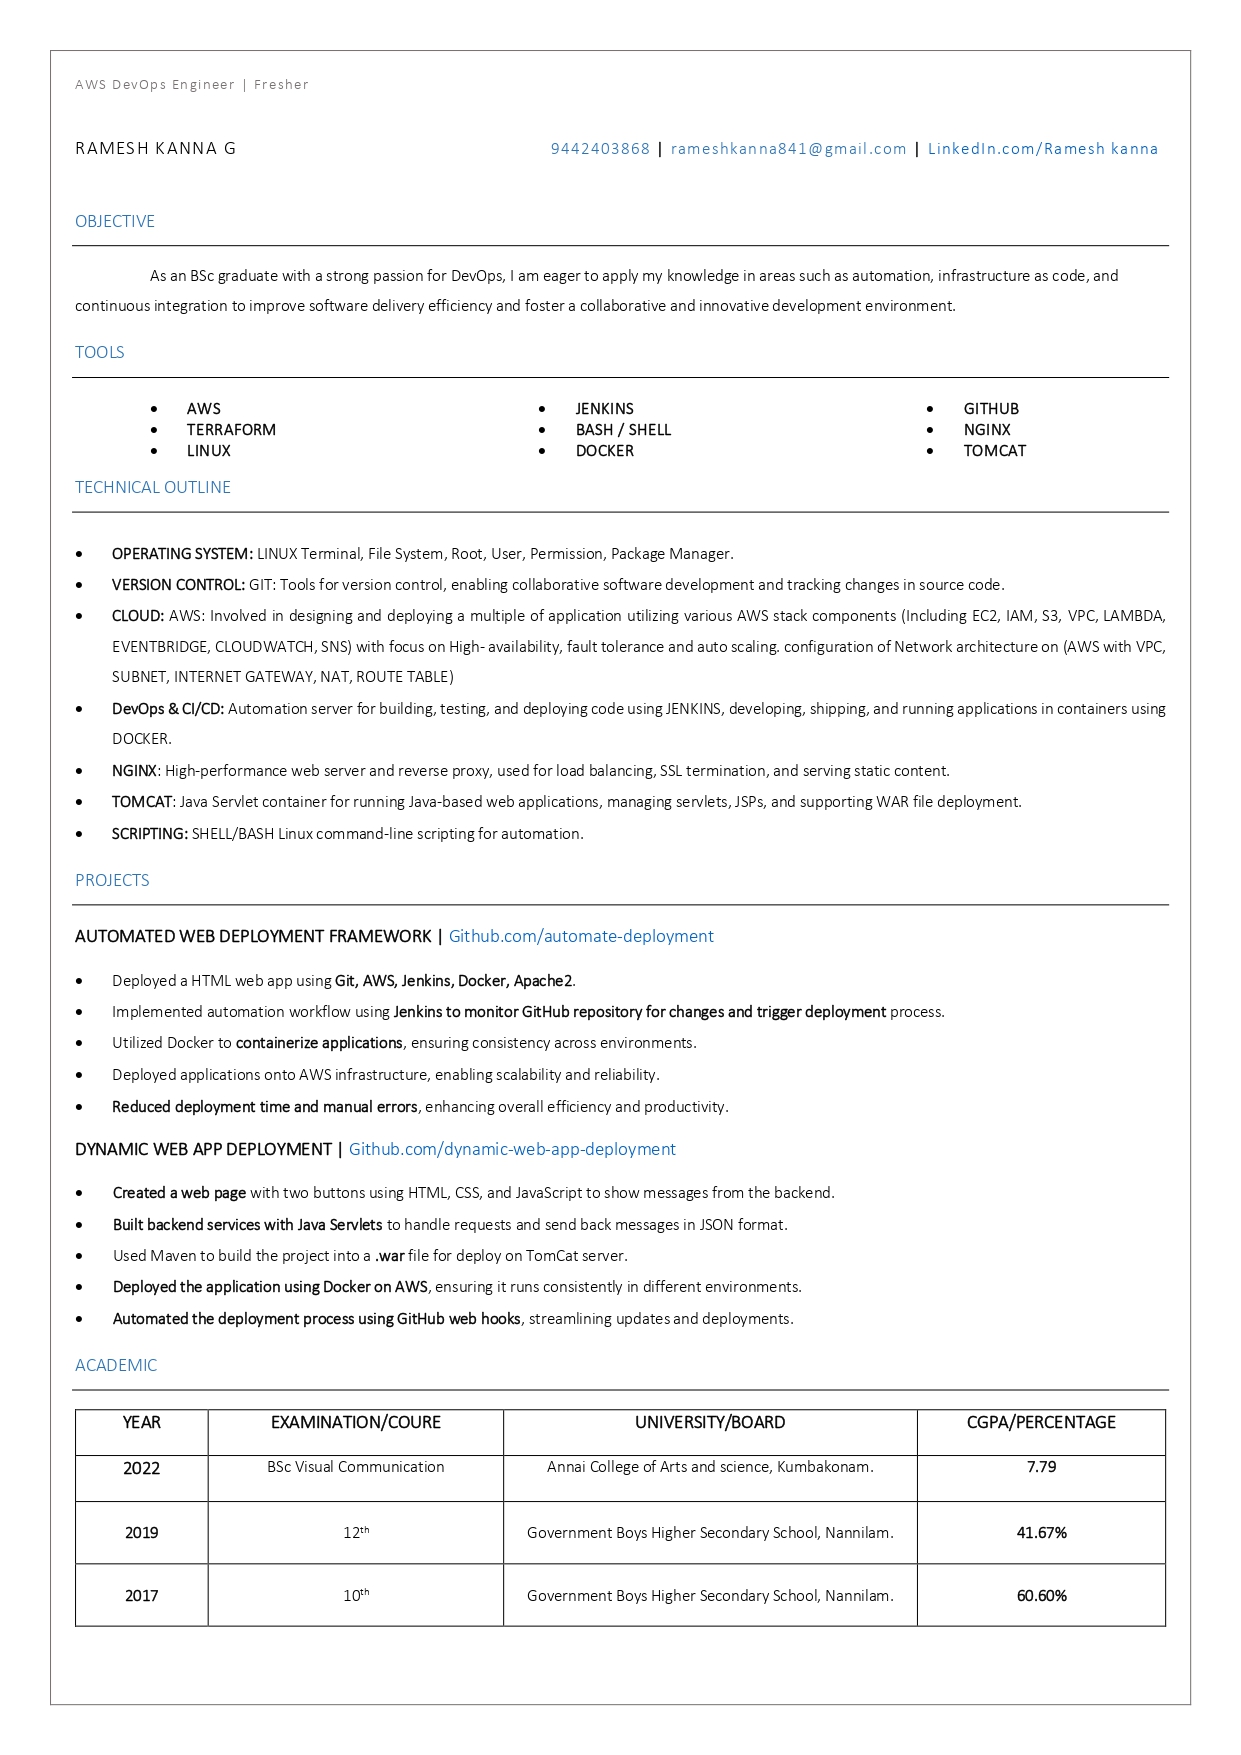 AWS DevOps Engineer | Fresher
RAMESH KANNA G 9442403868 | rameshkanna841@gmail.com | LinkedIn.com/Ramesh kanna
OBJECTIVE
As an BSc graduate with a strong passion for DevOps, I am eager to apply my knowledge in areas such as automation, infrastructure as code, and
continuous integration to improve software delivery efficiency and foster a collaborative and innovative development environment.
TOOLS
• AWS • JENKINS • GITHUB
• TERRAFORM • BASH / SHELL • NGINX
• LINUX • DOCKER • TOMCAT
TECHNICAL OUTLINE
• OPERATING SYSTEM: LINUX Terminal, File System, Root, User, Permission, Package Manager.
• VERSION CONTROL: GIT: Tools for version control, enabling collaborative software development and tracking changes in source code.
• CLOUD: AWS: Involved in designing and deploying a multiple of application utilizing various AWS stack components (Including EC2, IAM, S3, VPC, LAMBDA,
EVENTBRIDGE, CLOUDWATCH, SNS) with focus on High- availability, fault tolerance and auto scaling. configuration of Network architecture on (AWS with VPC,
SUBNET, INTERNET GATEWAY, NAT, ROUTE TABLE)
• DevOps & CI/CD: Automation server for building, testing, and deploying code using JENKINS, developing, shipping, and running applications in containers using
DOCKER.
• NGINX: High-performance web server and reverse proxy, used for load balancing, SSL termination, and serving static content.
• TOMCAT: Java Servlet container for running Java-based web applications, managing servlets, JSPs, and supporting WAR file deployment.
• SCRIPTING: SHELL/BASH Linux command-line scripting for automation.
PROJECTS
AUTOMATED WEB DEPLOYMENT FRAMEWORK | Github.com/automate-deployment
• Deployed a HTML web app using Git, AWS, Jenkins, Docker, Apache2.
• Implemented automation workflow using Jenkins to monitor GitHub repository for changes and trigger deployment process.
• Utilized Docker to containerize applications, ensuring consistency across environments.
• Deployed applications onto AWS infrastructure, enabling scalability and reliability.
• Reduced deployment time and manual errors, enhancing overall efficiency and productivity.
DYNAMIC WEB APP DEPLOYMENT | Github.com/dynamic-web-app-deployment
• Created a web page with two buttons using HTML, CSS, and JavaScript to show messages from the backend.
• Built backend services with Java Servlets to handle requests and send back messages in JSON format.
• Used Maven to build the project into a .war file for deploy on TomCat server.
• Deployed the application using Docker on AWS, ensuring it runs consistently in different environments.
• Automated the deployment process using GitHub web hooks, streamlining updates and deployments.
ACADEMIC
YEAR EXAMINATION/COURE UNIVERSITY/BOARD CGPA/PERCENTAGE
2022 BSc Visual Communication Annai College of Arts and science, Kumbakonam. 7.79
2019 12th Government Boys Higher Secondary School, Nannilam. 41.67%
2017 10th Government Boys Higher Secondary School, Nannilam. 60.60%